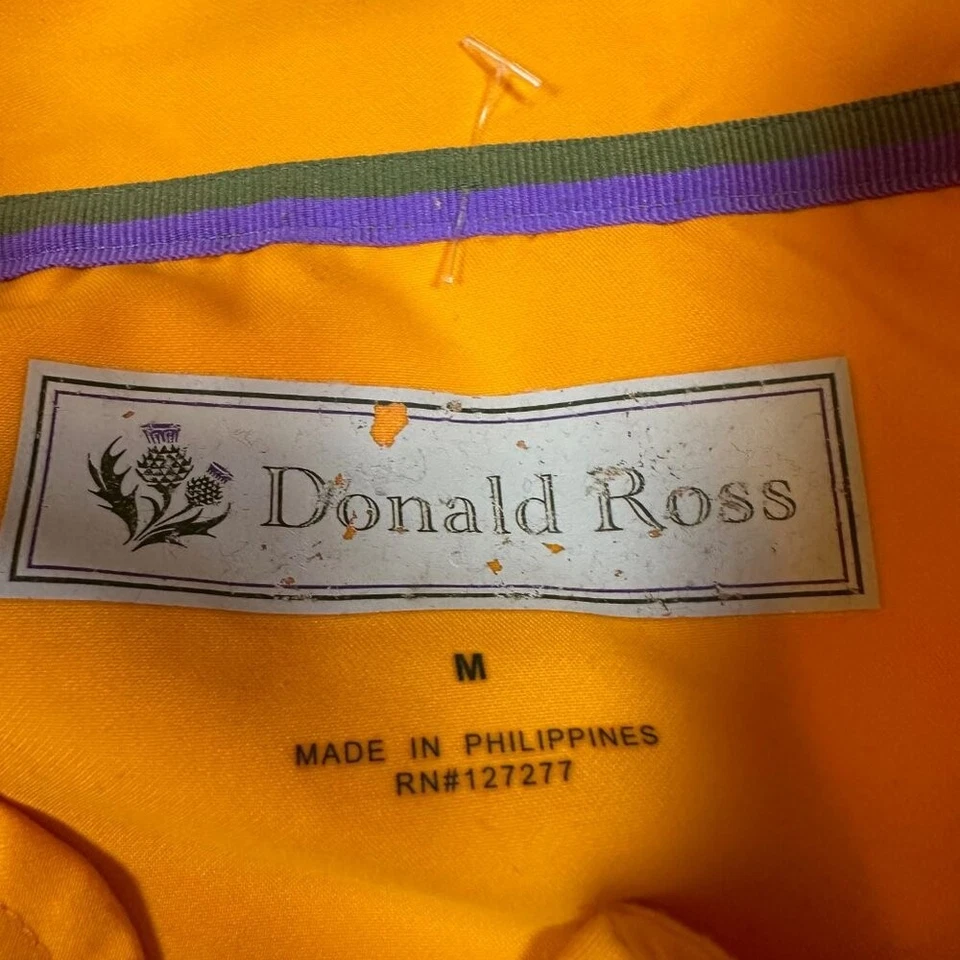 Donald Ross
M
MADE IN PHILIPPINES
RN#127277